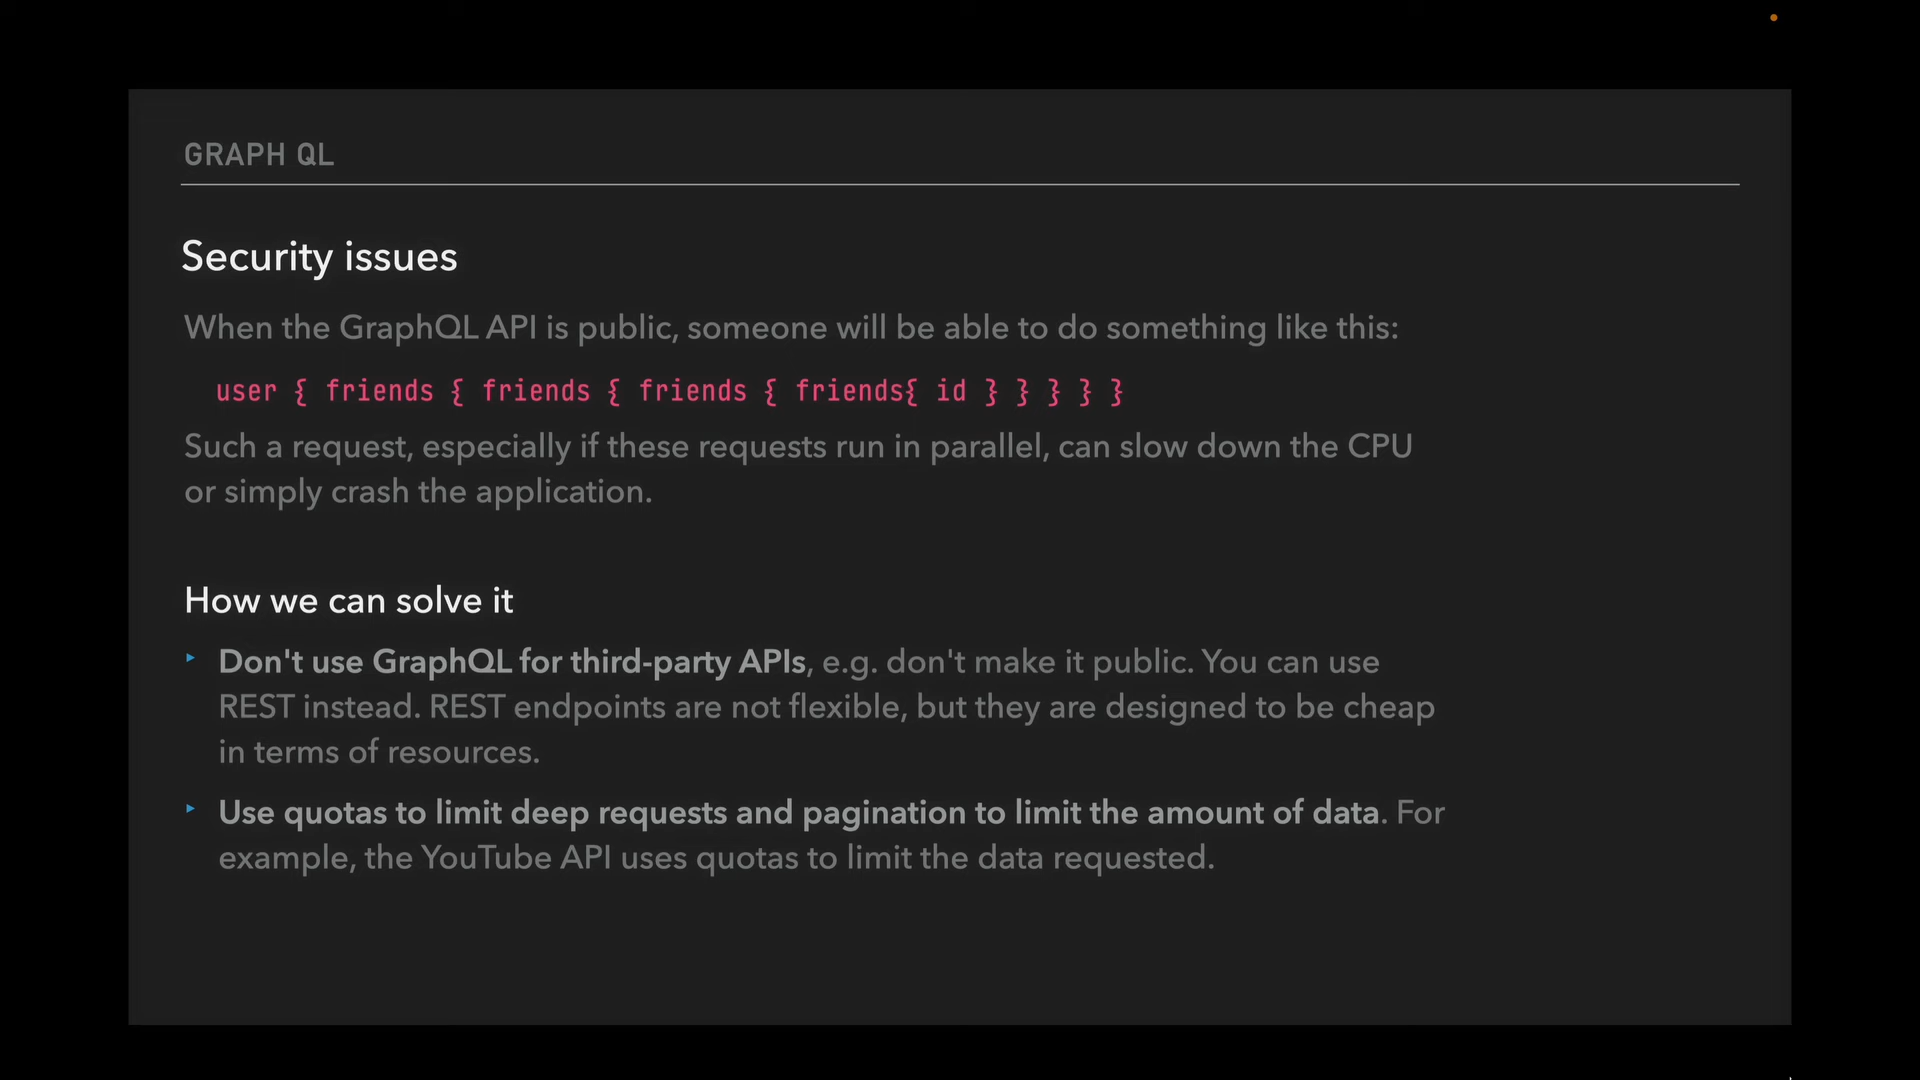 GRAPH QL
Security issues
When the GraphQL API is public, someone will be able to do something like this:
user { friends { friends { friends { friends{ id } } } } }
Such a request, especially if these requests run in parallel, can slow down the CPU
or simply crash the application.
How we can solve it
‣ Don't use GraphQL for third-party APIs, e.g. don't make it public. You can use
REST instead. REST endpoints are not flexible, but they are designed to be cheap
in terms of resources.
‣ Use quotas to limit deep requests and pagination to limit the amount of data. For
example, the YouTube API uses quotas to limit the data requested.